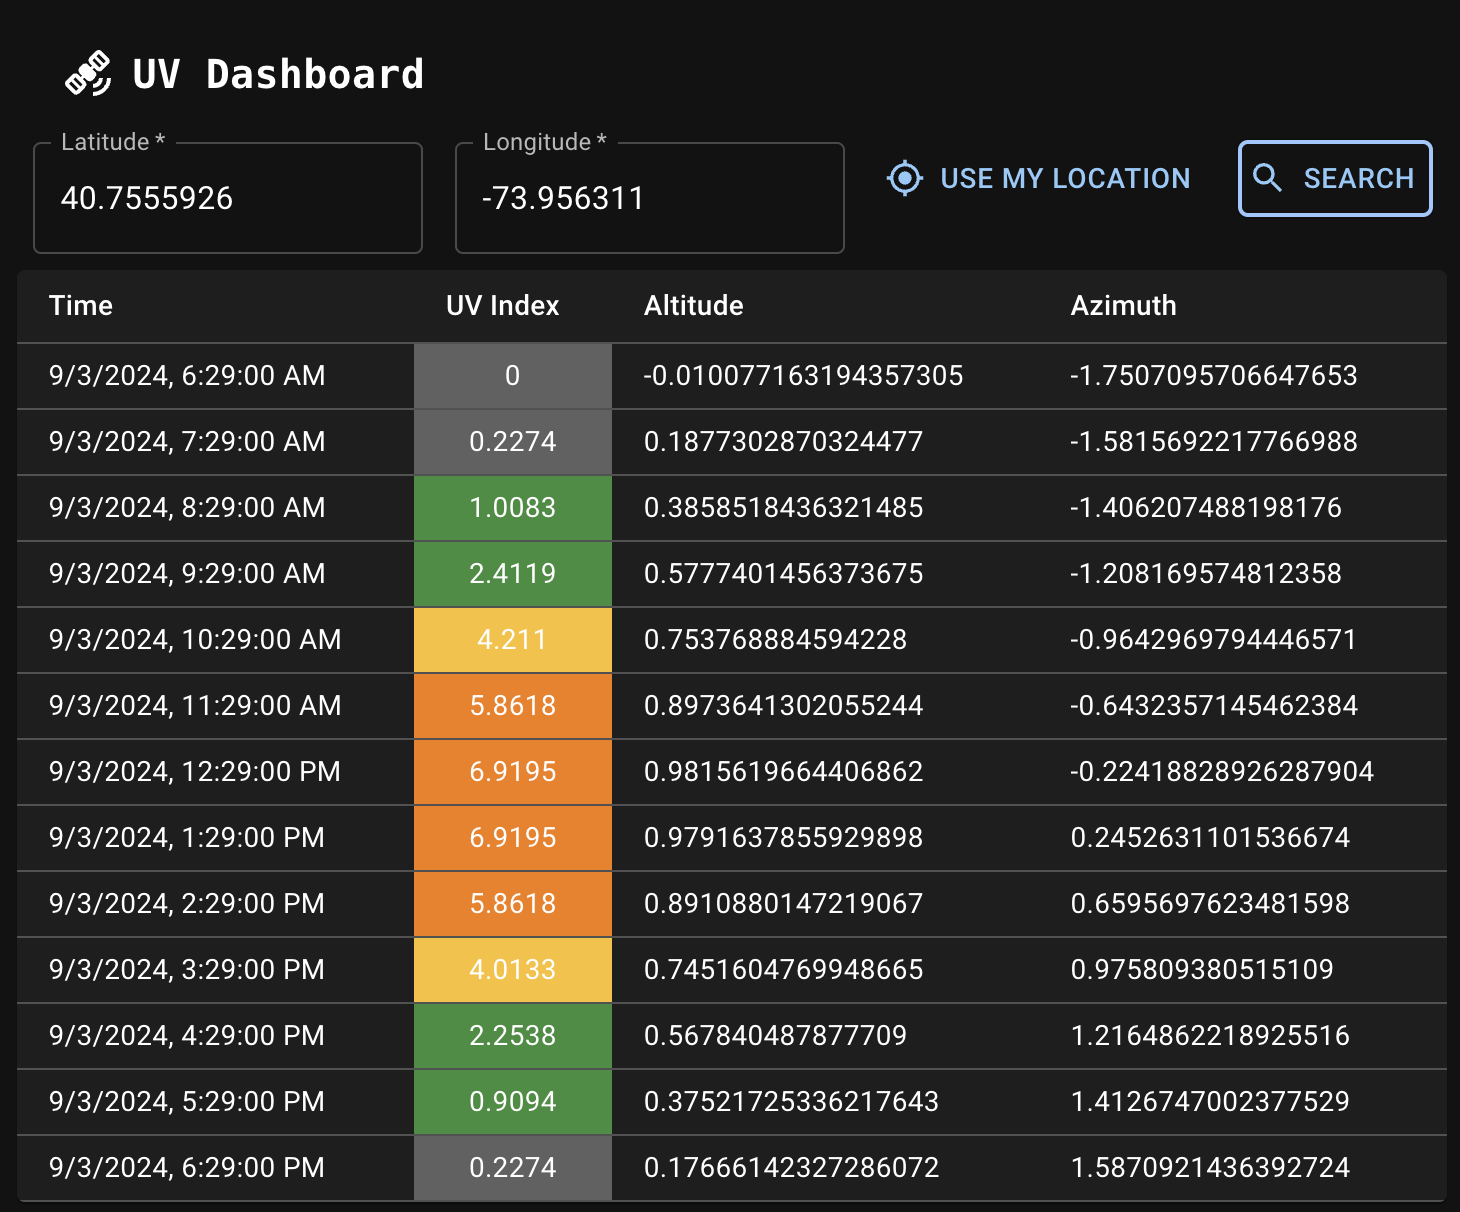 UV Dashboard
Latitude *
Longitude *
40.7555926
-73.956311
USE MY LOCATION
SEARCH
Time UV Index Altitude Azimuth
9/3/2024, 6:29:00 AM 0 -0.010077163194357305 -1.7507095706647653
9/3/2024, 7:29:00 AM 0.2274 0.1877302870324477 -1.5815692217766988
9/3/2024, 8:29:00 AM 1.0083 0.3858518436321485 -1.406207488198176
9/3/2024, 9:29:00 AM 2.4119 0.5777401456373675 -1.208169574812358
9/3/2024, 10:29:00 AM 4.211 0.753768884594228 -0.9642969794446571
9/3/2024, 11:29:00 AM 5.8618 0.8973641302055244 -0.6432357145462384
9/3/2024, 12:29:00 PM 6.9195 0.9815619664406862 -0.22418828926287904
9/3/2024, 1:29:00 PM 6.9195 0.9791637855929898 0.2452631101536674
9/3/2024, 2:29:00 PM 5.8618 0.8910880147219067 0.6595697623481598
9/3/2024, 3:29:00 PM 4.0133 0.7451604769948665 0.975809380515109
9/3/2024, 4:29:00 PM 2.2538 0.567840487877709 1.2164862218925516
9/3/2024, 5:29:00 PM 0.9094 0.37521725336217643 1.4126747002377529
9/3/2024, 6:29:00 PM 0.2274 0.17666142327286072 1.5870921436392724